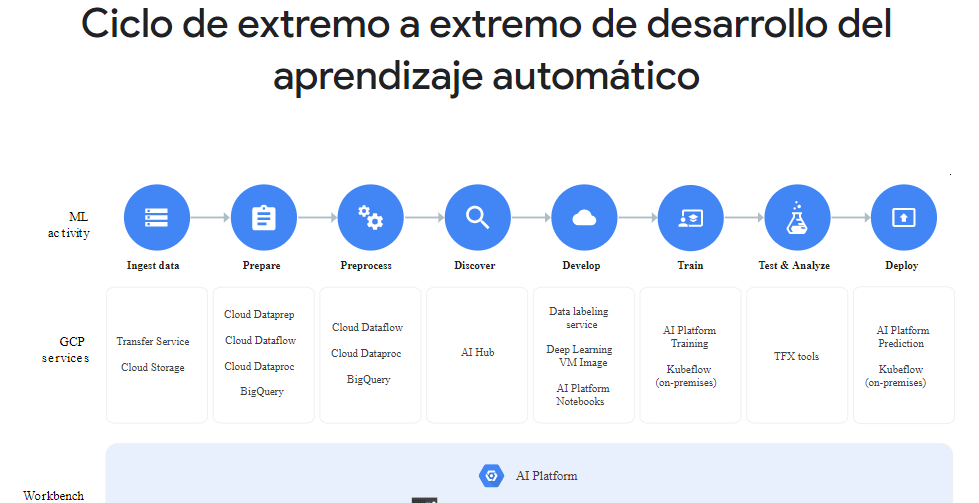 Ciclo de extremo a extremo de desarrollo del
aprendizaje automático
ML
activity
Ingest data
Prepare
Preprocess
Discover
Develop
Train
Test & Analyze
Deploy
GCP
services
Transfer Service
Cloud Storage
Cloud Dataprep
Cloud Dataflow
Cloud Dataproc
BigQuery
Cloud Dataflow
Cloud Dataproc
BigQuery
AI Hub
Data labeling
service
Deep Learning
VM Image
AI Platform
Notebooks
AI Platform
Training
Kubeflow
(on-premises)
TFX tools
AI Platform
Prediction
Kubeflow
(on-premises)
AI Platform
Workbench